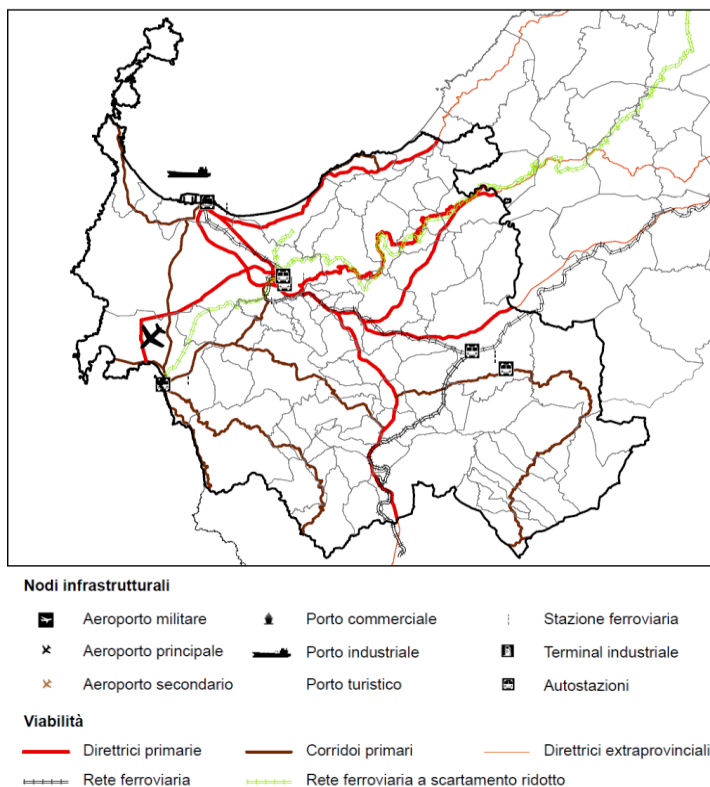 Nodi infrastrutturali
Aeroporto militare Porto commerciale Stazione ferroviaria
Aeroporto principale Porto industriale Terminal industriale
Aeroporto secondario Porto turistico Autostazioni
Viabilità
Direttrici primarie Corridoi primari Direttrici extraprovinciali
Rete ferroviaria Rete ferroviaria a scartamento ridotto